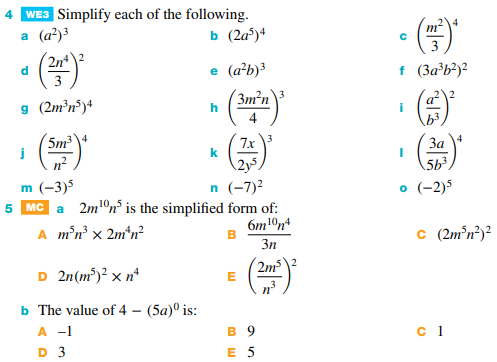 4 WE3 Simplify each of the following.
a (a²)³ b (2a⁵)⁴ c (m²/3)⁴
d (2n⁴/3)² e (a²b)³ f (3a³b²)²
g (2m³n⁵)⁴ h (3m²n/4)³ i (a²/b³)²
j (5m³/n²)⁴ k (7x/2y⁵)³ l (3a/5b³)⁴
m (−3)⁵ n (−7)² o (−2)⁵
5 MC a 2m¹⁰n⁵ is the simplified form of:
A m⁵n³ × 2m⁴n² B 6m¹⁰n⁴/3n C (2m⁵n²)²
D 2n(m⁵)² × n⁴ E (2m⁵/n³)²
b The value of 4 − (5a)⁰ is:
A −1 B 9 C 1
D 3 E 5